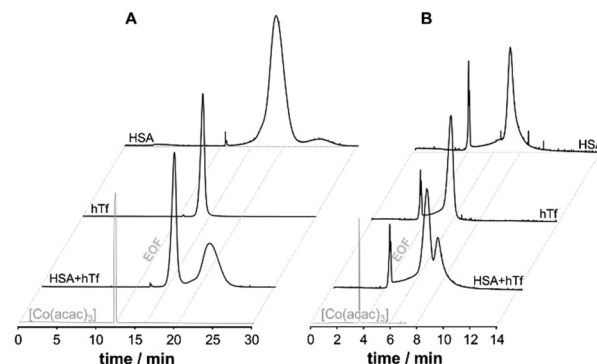 A
B
HSA
HSA
hTf
hTf
EOF
EOF
HSA+hTf
HSA+hTf
[Co(acac)₃]
[Co(acac)₃]
0 5 10 15 20 25 30
0 2 4 6 8 10 12 14
time / min
time / min